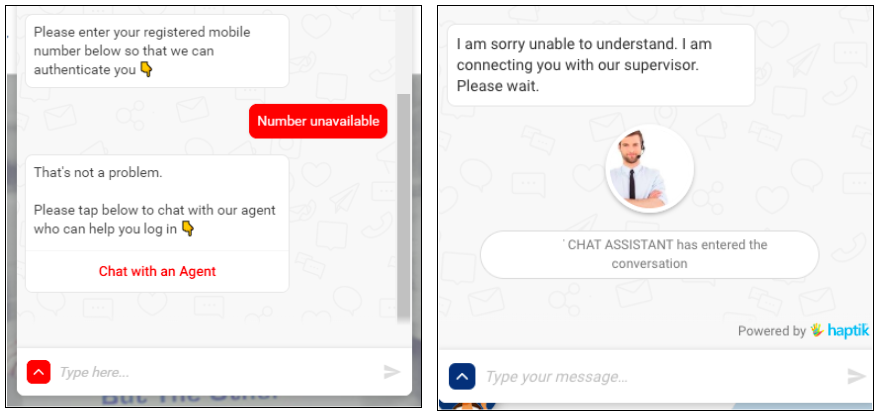 Please enter your registered mobile
number below so that we can
authenticate you
Number unavailable
That's not a problem.
Please tap below to chat with our agent
who can help you log in
Chat with an Agent
Type here...
But The Other
I am sorry unable to understand. I am
connecting you with our supervisor.
Please wait.
CHAT ASSISTANT has entered the
conversation
Powered by haptik
Type your message...